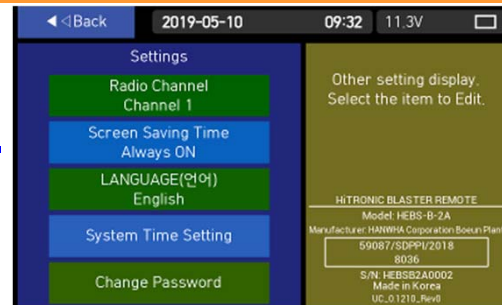 ◀◁Back
2019-05-10
09:32
11.3V
Settings
Radio Channel
Channel 1
Screen Saving Time
Always ON
LANGUAGE(언어)
English
System Time Setting
Change Password
Other setting display.
Select the item to Edit.
HiTRONIC BLASTER REMOTE
Model: HEBS-B-2A
Manufacturer: HANWHA Corporation Boeun Plant
59087/SDPPI/2018
8036
S/N: HEBSB2A0002
Made in Korea
UC_0.1210_Rev0